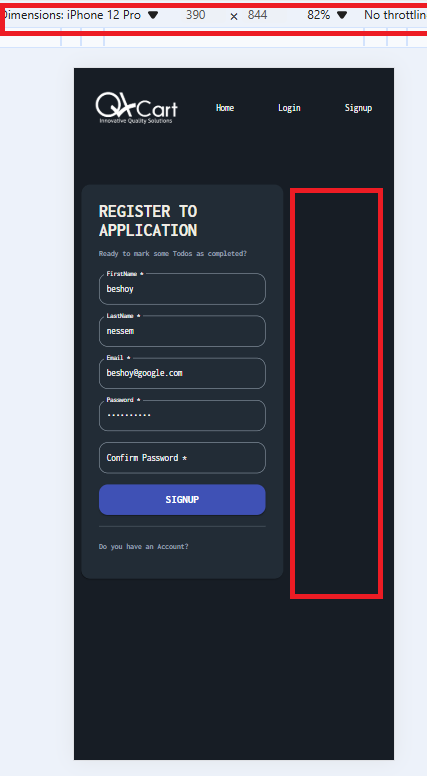 Dimensions: iPhone 12 Pro 390 × 844 82% No throttlin
QACart
Innovative Quality Solutions
Home Login Signup
REGISTER TO
APPLICATION
Ready to mark some Todos as completed?
FirstName *
beshoy
LastName *
nessem
Email *
beshoy@google.com
Password *
••••••••••
Confirm Password *
SIGNUP
Do you have an Account?